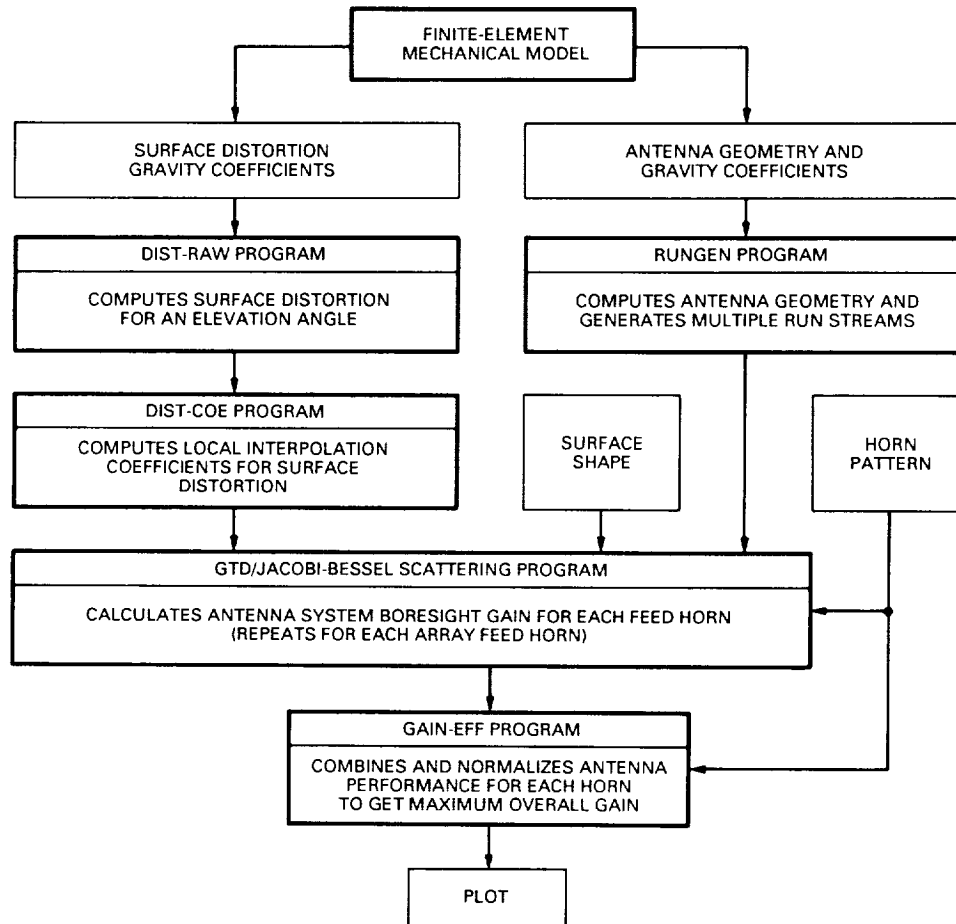 FINITE-ELEMENT
MECHANICAL MODEL
SURFACE DISTORTION
GRAVITY COEFFICIENTS
ANTENNA GEOMETRY AND
GRAVITY COEFFICIENTS
DIST-RAW PROGRAM
COMPUTES SURFACE DISTORTION
FOR AN ELEVATION ANGLE
RUNGEN PROGRAM
COMPUTES ANTENNA GEOMETRY AND
GENERATES MULTIPLE RUN STREAMS
DIST-COE PROGRAM
COMPUTES LOCAL INTERPOLATION
COEFFICIENTS FOR SURFACE
DISTORTION
SURFACE
SHAPE
HORN
PATTERN
GTD/JACOBI-BESSEL SCATTERING PROGRAM
CALCULATES ANTENNA SYSTEM BORESIGHT GAIN FOR EACH FEED HORN
(REPEATS FOR EACH ARRAY FEED HORN)
GAIN-EFF PROGRAM
COMBINES AND NORMALIZES ANTENNA
PERFORMANCE FOR EACH HORN
TO GET MAXIMUM OVERALL GAIN
PLOT